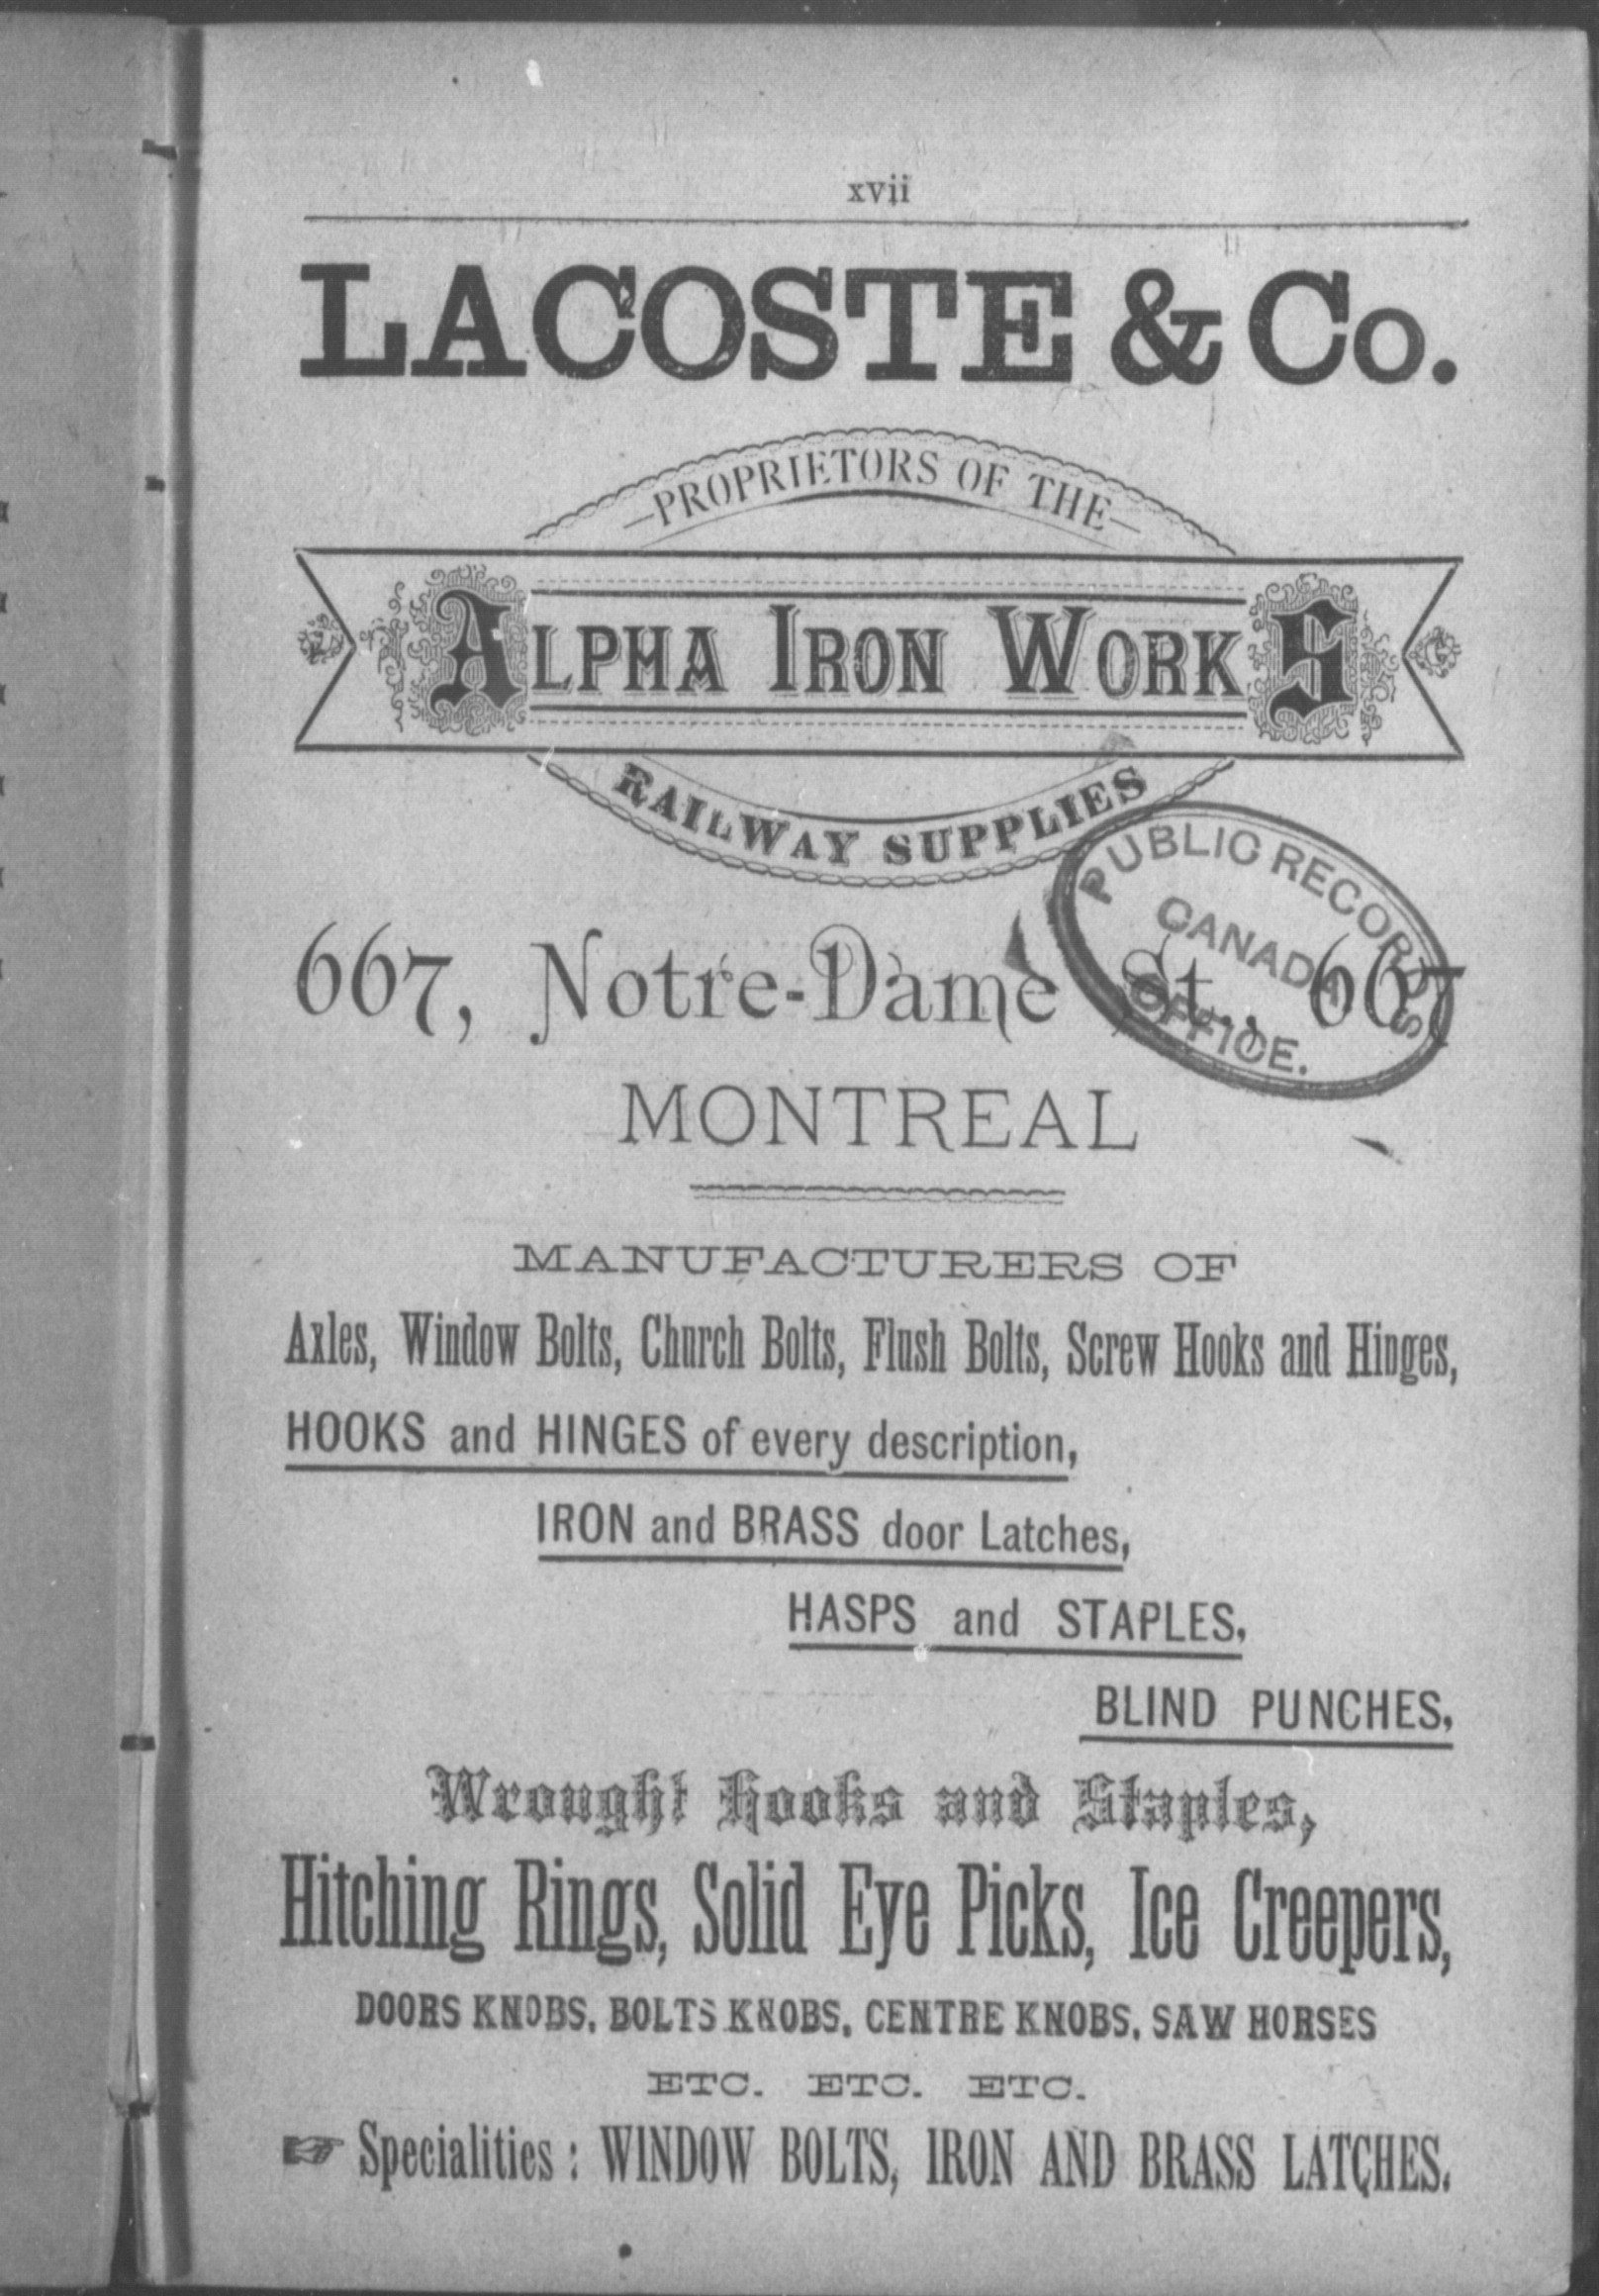 xvii
LACOSTE & Co.
—PROPRIETORS OF THE—
ALPHA IRON WORKS
RAILWAY SUPPLIES
PUBLIC RECORDS
CANADA
OFFICE.
667, Notre-Dame St., 667
MONTREAL
MANUFACTURERS OF
Axles, Window Bolts, Church Bolts, Flush Bolts, Screw Hooks and Hinges,
HOOKS and HINGES of every description,
IRON and BRASS door Latches,
HASPS and STAPLES,
BLIND PUNCHES,
Wrought Hooks and Staples,
Hitching Rings, Solid Eye Picks, Ice Creepers,
DOORS KNOBS, BOLTS KNOBS, CENTRE KNOBS, SAW HORSES
ETC. ETC. ETC.
☞ Specialities : WINDOW BOLTS, IRON AND BRASS LATCHES.